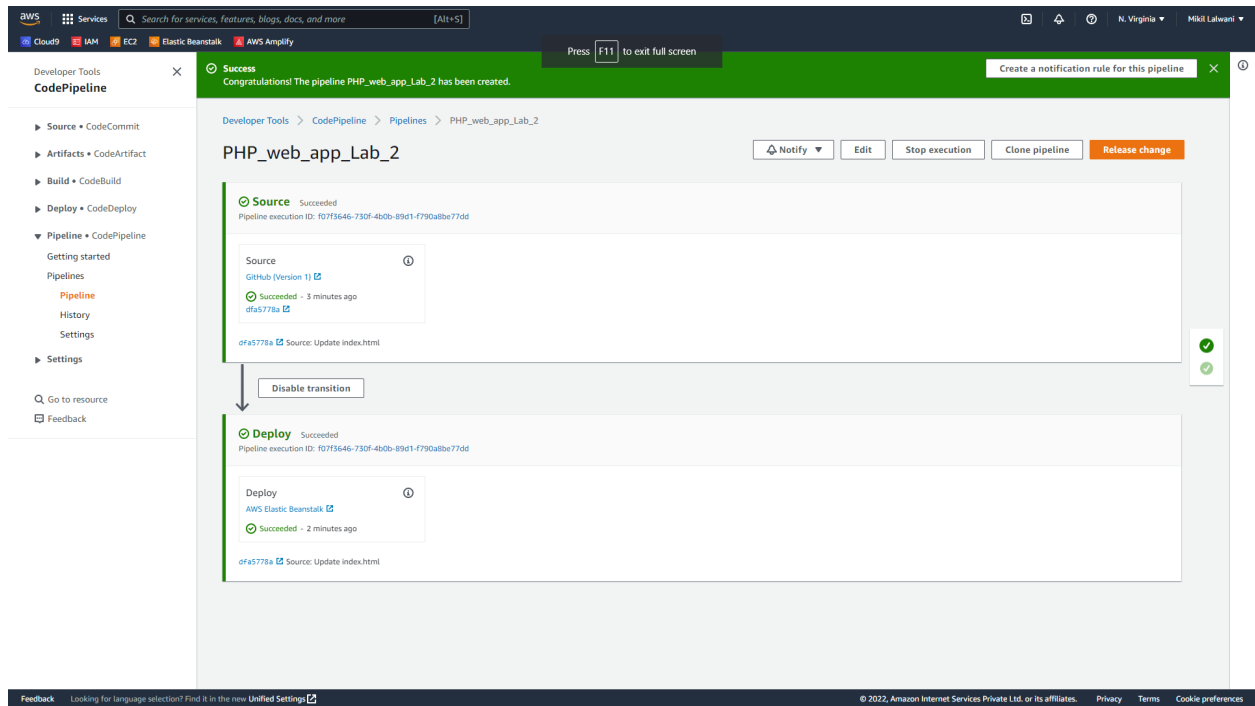 aws Services Search for services, features, blogs, docs, and more [Alt+S] N. Virginia ▼ Mikil Lalwani ▼
Cloud9 IAM EC2 Elastic Beanstalk AWS Amplify
Press F11 to exit full screen
Developer Tools
CodePipeline
Source • CodeCommit
Artifacts • CodeArtifact
Build • CodeBuild
Deploy • CodeDeploy
Pipeline • CodePipeline
Getting started
Pipelines
Pipeline
History
Settings
Settings
Go to resource
Feedback
Success
Congratulations! The pipeline PHP_web_app_Lab_2 has been created.
Create a notification rule for this pipeline
Developer Tools > CodePipeline > Pipelines > PHP_web_app_Lab_2
PHP_web_app_Lab_2
Notify ▼ Edit Stop execution Clone pipeline Release change
Source Succeeded
Pipeline execution ID: f07f3646-730f-4b0b-89d1-f790a8be77dd
Source
GitHub (Version 1)
Succeeded - 3 minutes ago
dfa5778a
dfa5778a Source: Update index.html
Disable transition
Deploy Succeeded
Pipeline execution ID: f07f3646-730f-4b0b-89d1-f790a8be77dd
Deploy
AWS Elastic Beanstalk
Succeeded - 2 minutes ago
dfa5778a Source: Update index.html
Feedback Looking for language selection? Find it in the new Unified Settings © 2022, Amazon Internet Services Private Ltd. or its affiliates. Privacy Terms Cookie preferences